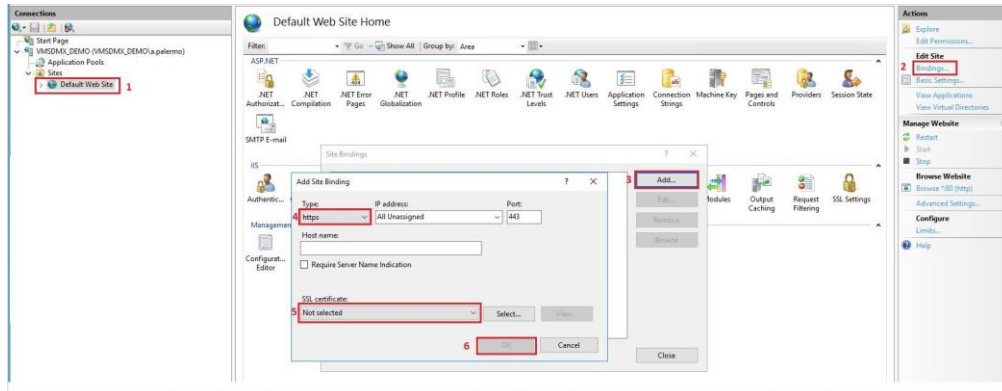 Connections
Start Page
VMSDMX_DEMO (VMSDMX_DEMO\a.palermo)
Application Pools
Sites
Default Web Site
1
Default Web Site Home
Filter:
Go
Show All
Group by: Area
ASP.NET
.NET Authorizat...
.NET Compilation
.NET Error Pages
.NET Globalization
.NET Profile
.NET Roles
.NET Trust Levels
.NET Users
Application Settings
Connection Strings
Machine Key
Pages and Controls
Providers
Session State
SMTP E-mail
IIS
Authentic...
Modules
Output Caching
Request Filtering
SSL Settings
Management
Configurat... Editor
Site Bindings
? ×
3
Add...
Edit...
Remove
Browse
Close
Add Site Binding
? ×
Type:
IP address:
Port:
4
https
All Unassigned
443
Host name:
Require Server Name Indication
SSL certificate:
5
Not selected
Select...
View...
6
OK
Cancel
Actions
Explore
Edit Permissions...
Edit Site
2
Bindings...
Basic Settings...
View Applications
View Virtual Directories
Manage Website
Restart
Start
Stop
Browse Website
Browse *:80 (http)
Advanced Settings...
Configure
Limits...
Help